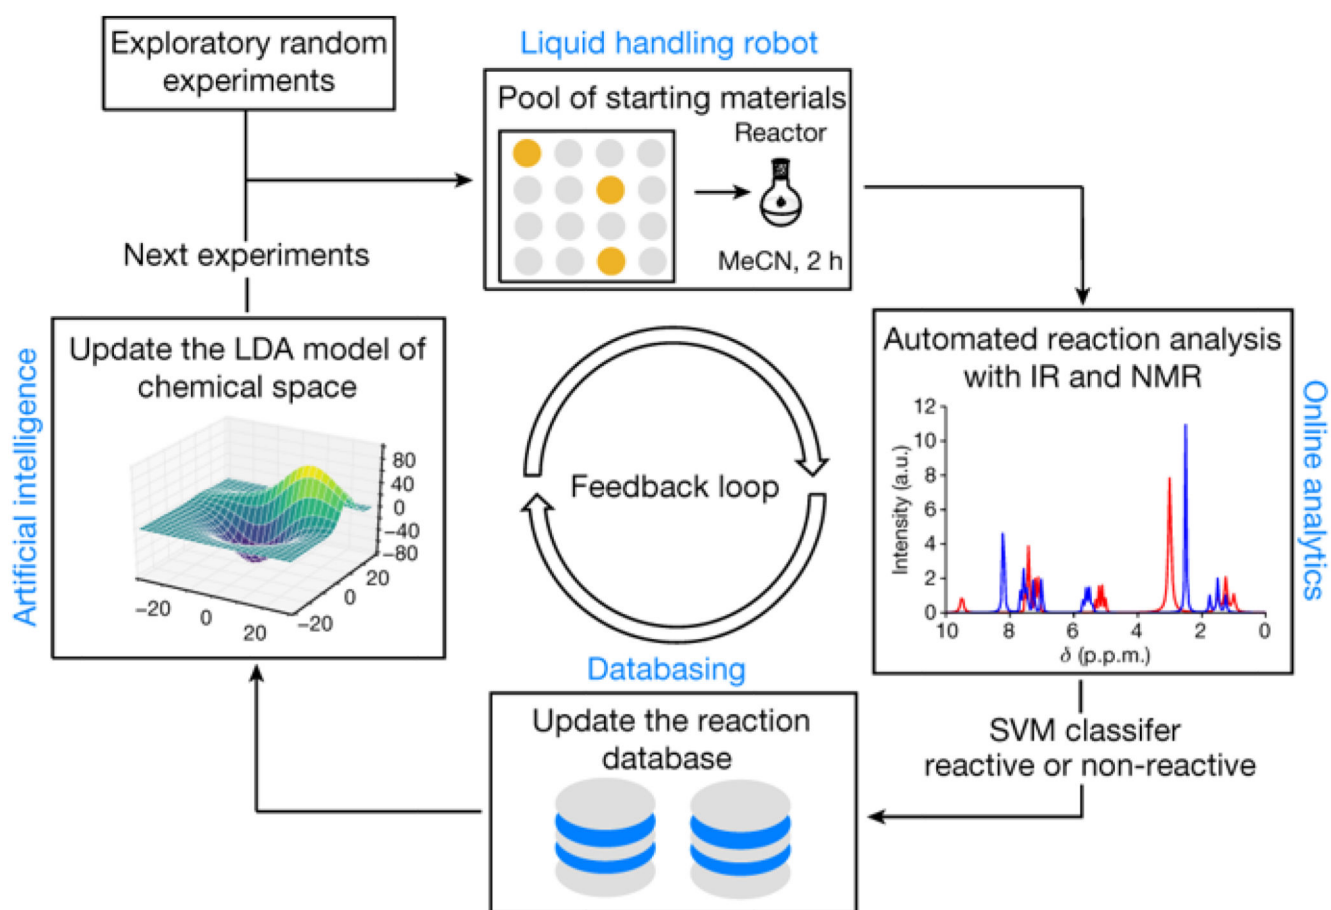 Exploratory random
experiments
Liquid handling robot
Pool of starting materials
Reactor
MeCN, 2 h
Next experiments
Artificial intelligence
Update the LDA model of
chemical space
80
40
0
−40
−80
−20
0
20
−20
0
20
Feedback loop
Automated reaction analysis
with IR and NMR
Intensity (a.u.)
12
10
8
6
4
2
0
10
8
6
4
2
0
δ (p.p.m.)
Online analytics
SVM classifer
reactive or non-reactive
Databasing
Update the reaction
database